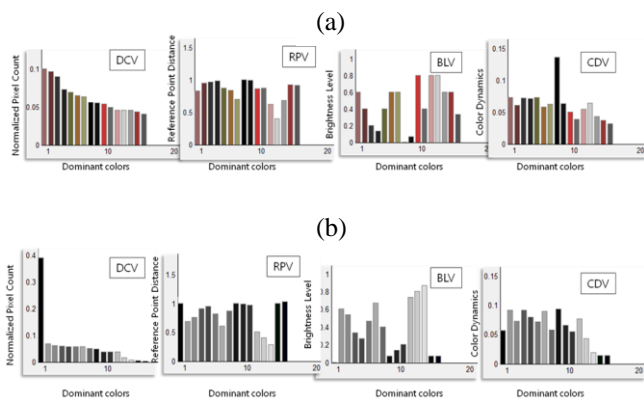 (a)
DCV
RPV
BLV
CDV
Normalized Pixel Count
0.1
0.05
0
1 10 20
Dominant colors
Reference Point Distance
1.5
1
0.5
0
1 10 20
Dominant colors
Brightness Level
1
0.8
0.6
0.4
0.2
0
1 10 20
Dominant colors
Color Dynamics
0.15
0.1
0.05
0
1 10 20
Dominant colors
(b)
DCV
RPV
BLV
CDV
Normalized Pixel Count
0.4
0.3
0.2
0.1
0
1 10 20
Dominant colors
Reference Point Distance
1.5
1
0.5
0
1 10 20
Dominant colors
Brightness Level
1
0.8
0.6
0.4
0.2
0
1 10 20
Dominant colors
Color Dynamics
0.15
0.1
0.05
0
1 10 20
Dominant colors